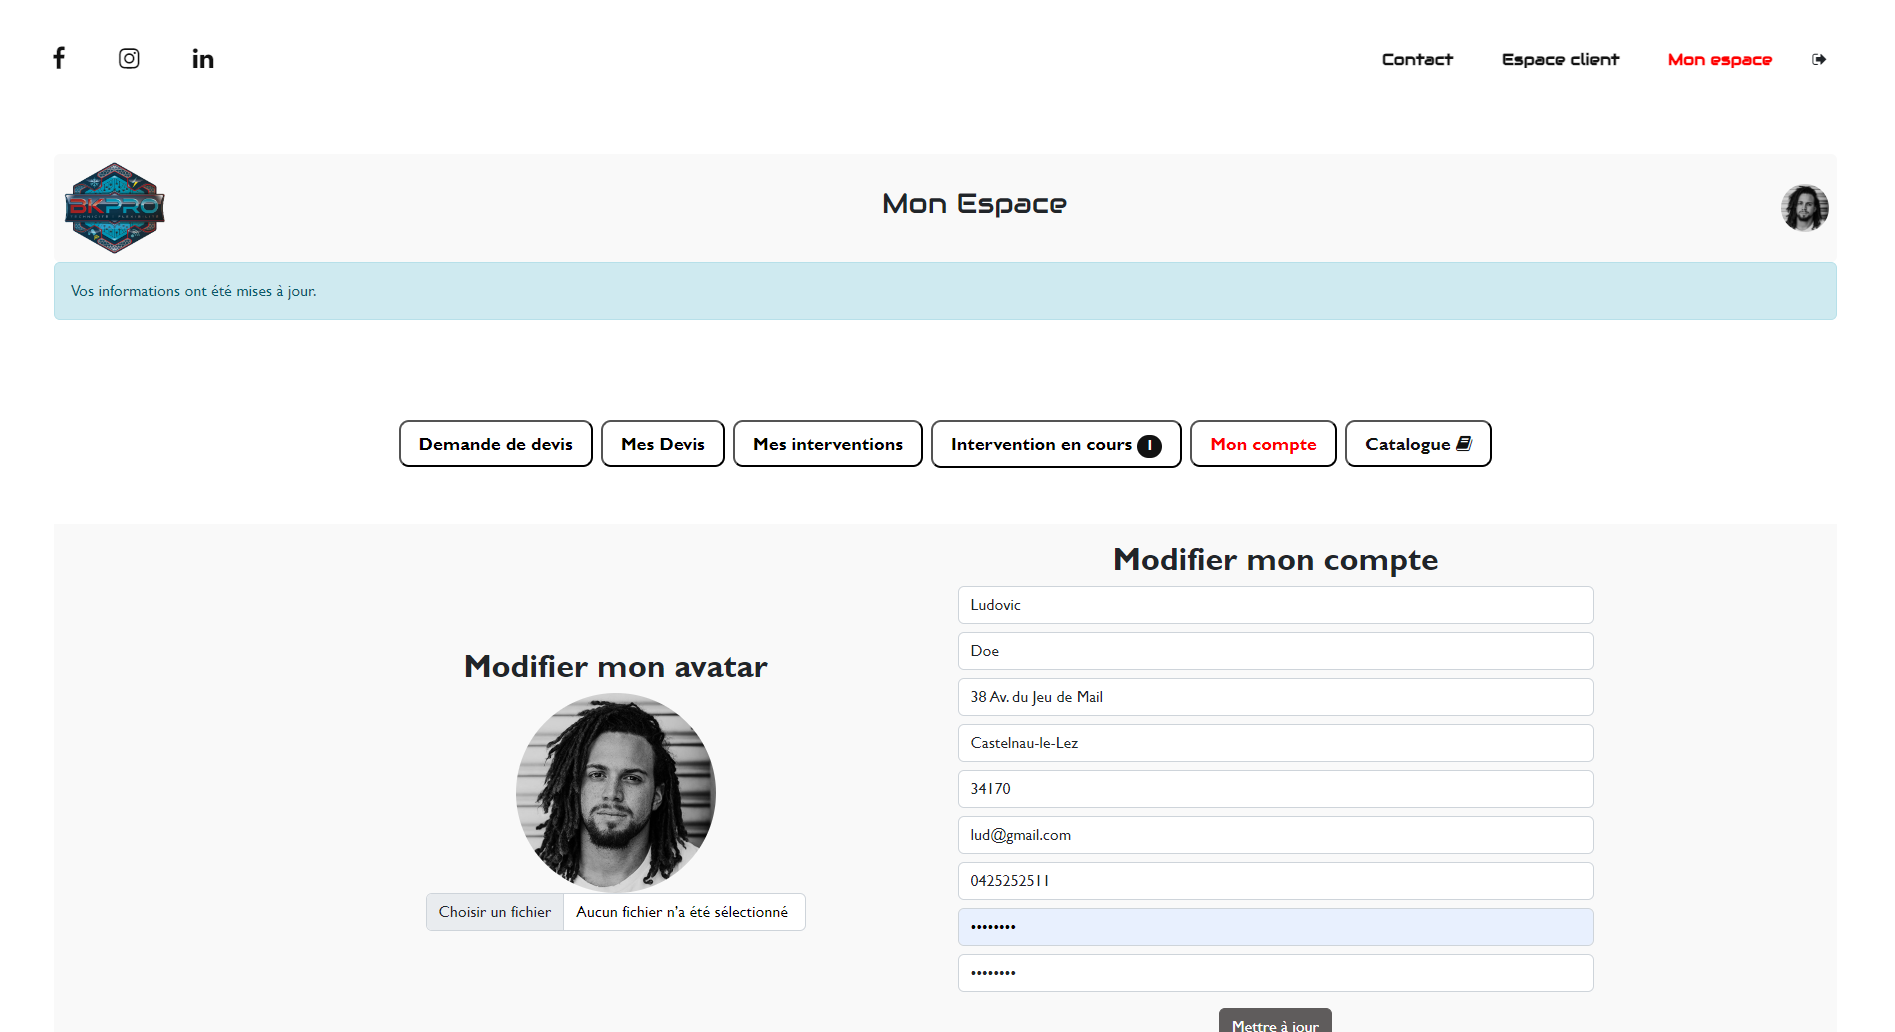 Contact
Espace client
Mon espace
BKPRO
TECHNICITÉ FLEXIBILITÉ
Mon Espace
Vos informations ont été mises à jour.
Demande de devis
Mes Devis
Mes interventions
Intervention en cours 1
Mon compte
Catalogue
Modifier mon avatar
Choisir un fichier Aucun fichier n'a été sélectionné
Modifier mon compte
Ludovic
Doe
38 Av. du Jeu de Mail
Castelnau-le-Lez
34170
lud@gmail.com
0425252511
••••••••
••••••••
Mettre à jour